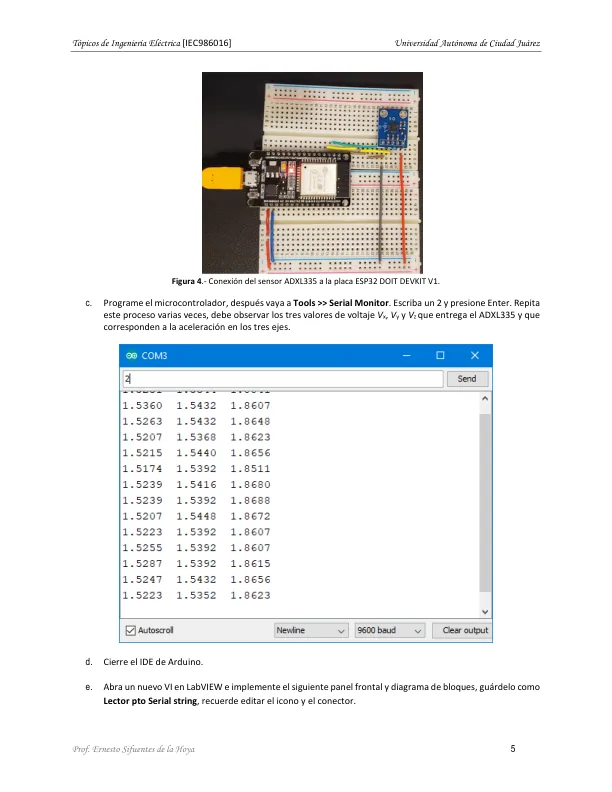 Tópicos de Ingeniería Eléctrica [IEC986016] Universidad Autónoma de Ciudad Juárez
Figura 4.- Conexión del sensor ADXL335 a la placa ESP32 DOIT DEVKIT V1.
c. Programe el microcontrolador, después vaya a Tools >> Serial Monitor. Escriba un 2 y presione Enter. Repita
este proceso varias veces, debe observar los tres valores de voltaje Vx, Vy y Vz que entrega el ADXL335 y que
corresponden a la aceleración en los tres ejes.
COM3
2
Send
1.5360 1.5432 1.8607
1.5263 1.5432 1.8648
1.5207 1.5368 1.8623
1.5215 1.5440 1.8656
1.5174 1.5392 1.8511
1.5239 1.5416 1.8680
1.5239 1.5392 1.8688
1.5207 1.5448 1.8672
1.5223 1.5392 1.8607
1.5255 1.5392 1.8607
1.5287 1.5392 1.8615
1.5247 1.5432 1.8656
1.5223 1.5352 1.8623
Autoscroll Newline 9600 baud Clear output
d. Cierre el IDE de Arduino.
e. Abra un nuevo VI en LabVIEW e implemente el siguiente panel frontal y diagrama de bloques, guárdelo como
Lector pto Serial string, recuerde editar el icono y el conector.
Prof. Ernesto Sifuentes de la Hoya 5